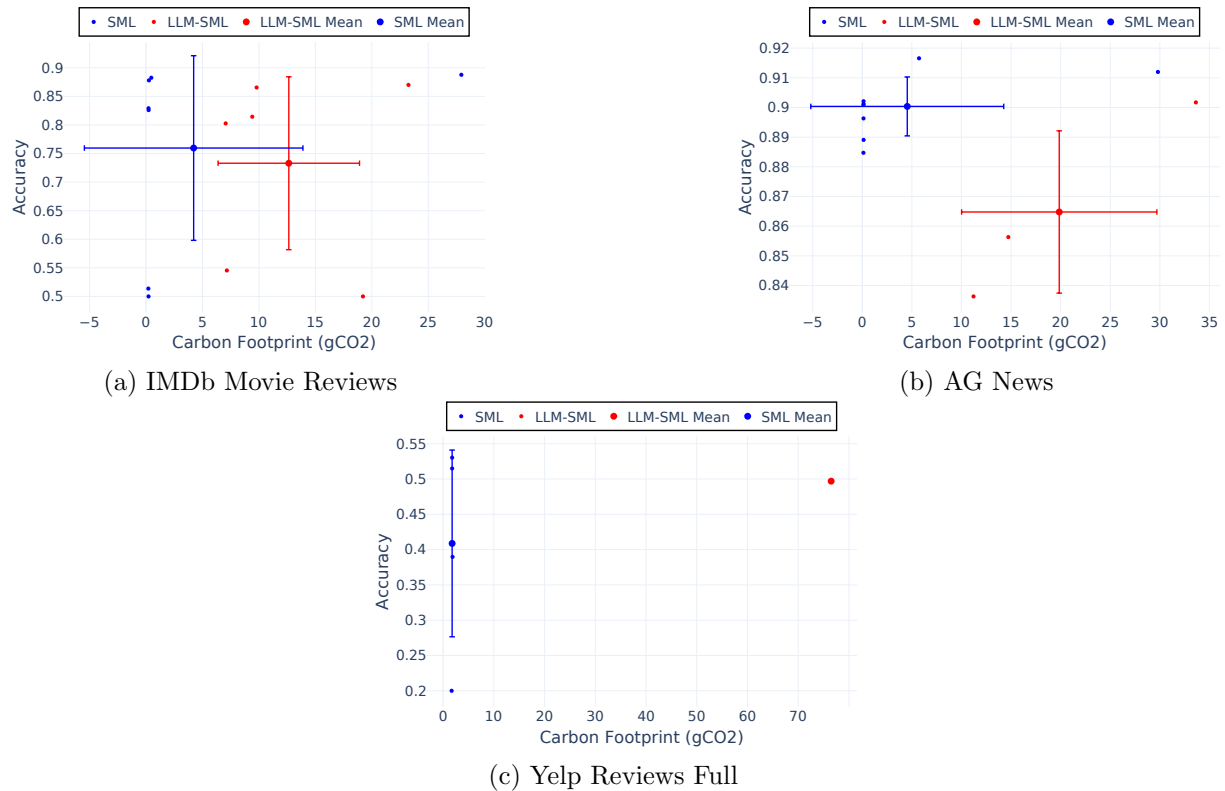 SML LLM-SML LLM-SML Mean SML Mean
0.9
0.85
0.8
0.75
0.7
0.65
0.6
0.55
0.5
Accuracy
−5 0 5 10 15 20 25 30
Carbon Footprint (gCO2)
(a) IMDb Movie Reviews
SML LLM-SML LLM-SML Mean SML Mean
0.92
0.91
0.9
0.89
0.88
0.87
0.86
0.85
0.84
Accuracy
−5 0 5 10 15 20 25 30 35
Carbon Footprint (gCO2)
(b) AG News
SML LLM-SML LLM-SML Mean SML Mean
0.55
0.5
0.45
0.4
0.35
0.3
0.25
0.2
Accuracy
0 10 20 30 40 50 60 70
Carbon Footprint (gCO2)
(c) Yelp Reviews Full